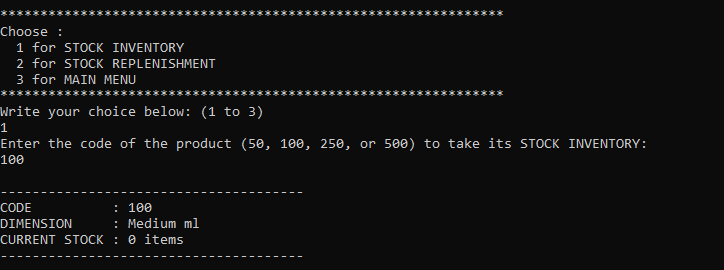 ***************************************************************
Choose :
  1 for STOCK INVENTORY
  2 for STOCK REPLENISHMENT
  3 for MAIN MENU
***************************************************************
Write your choice below: (1 to 3)
1
Enter the code of the product (50, 100, 250, or 500) to take its STOCK INVENTORY:
100

--------------------------------------
CODE          : 100
DIMENSION     : Medium ml
CURRENT STOCK : 0 items
--------------------------------------